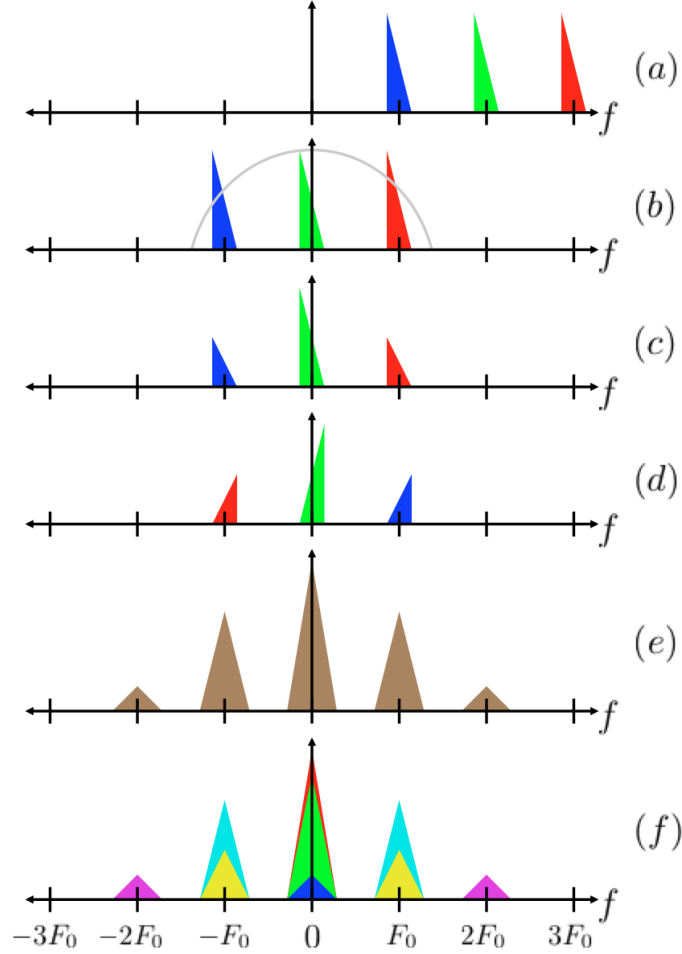 f (a)
f (b)
f (c)
f (d)
f (e)
f (f)
−3F₀ −2F₀ −F₀ 0 F₀ 2F₀ 3F₀